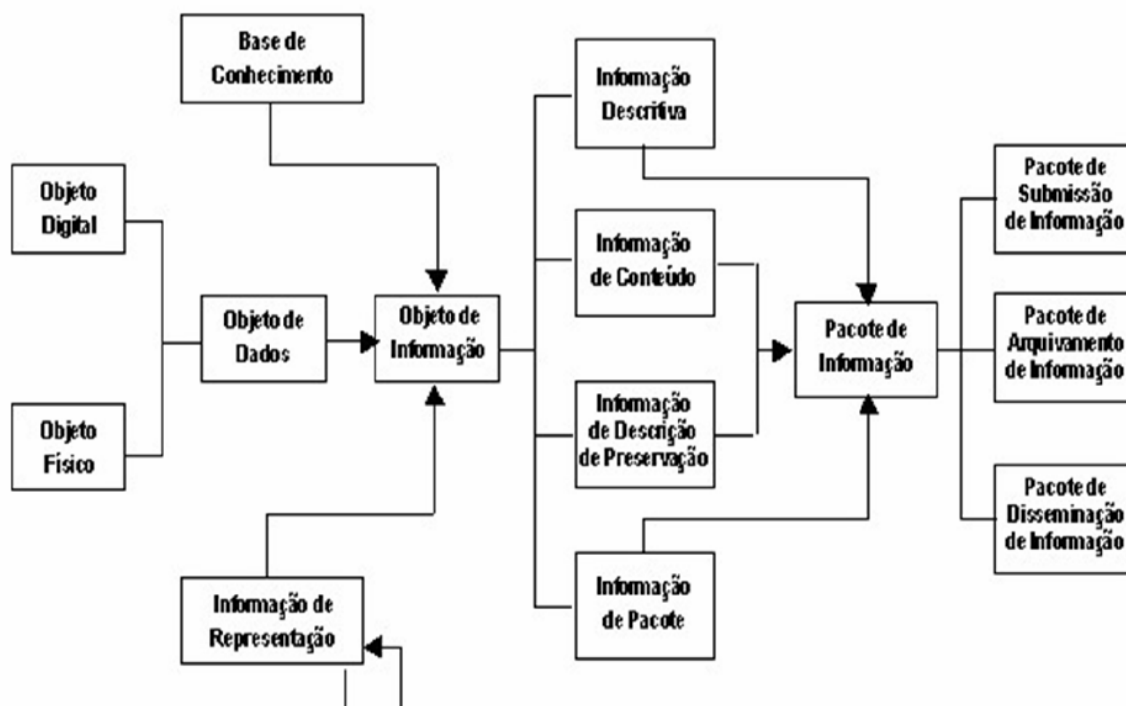 Base de
Conhecimento
Objeto
Digital
Objeto
Físico
Objeto de
Dados
Objeto de
Informação
Informação de
Representação
Informação
Descritiva
Informação
de Conteúdo
Informação
de Descrição
de Preservação
Informação
de Pacote
Pacote de
Informação
Pacote de
Submissão
de Informação
Pacote de
Arquivamento
de Informação
Pacote de
Disseminação
de Informação